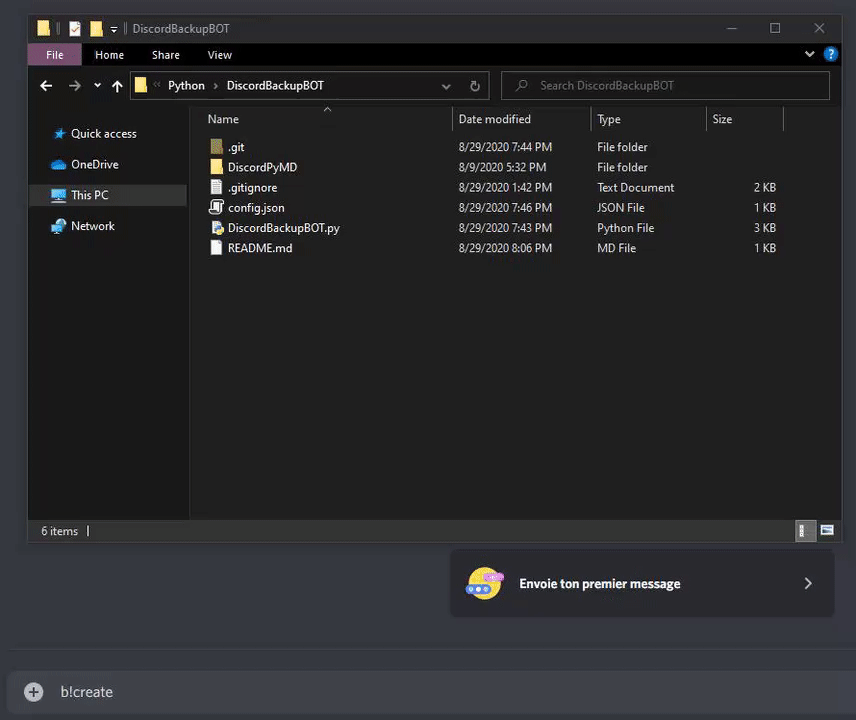 DiscordBackupBOT
File Home Share View
Python › DiscordBackupBOT
Search DiscordBackupBOT
Name Date modified Type Size
Quick access
OneDrive
This PC
Network
.git 8/29/2020 7:44 PM File folder
DiscordPyMD 8/9/2020 5:32 PM File folder
.gitignore 8/29/2020 1:42 PM Text Document 2 KB
config.json 8/29/2020 7:46 PM JSON File 1 KB
DiscordBackupBOT.py 8/29/2020 7:43 PM Python File 3 KB
README.md 8/29/2020 8:06 PM MD File 1 KB
6 items
Envoie ton premier message
b!create